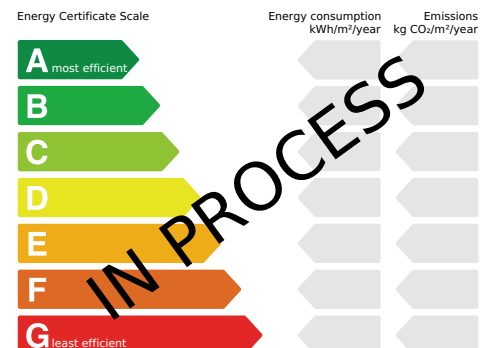 Energy Certificate Scale
Energy consumption
kWh/m²/year
Emissions
kg CO₂/m²/year
A most efficient
B
C
D
E
F
G least efficient
IN PROCESS